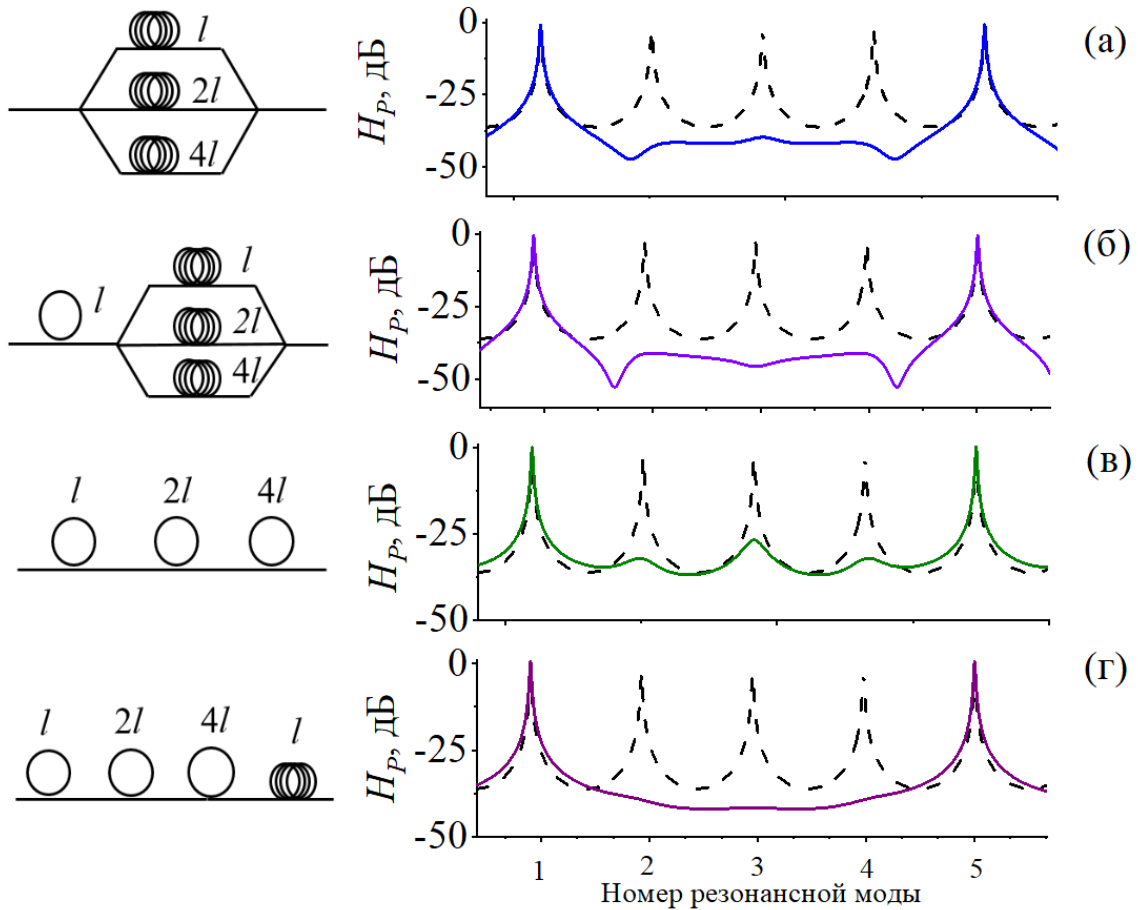 l
2l
4l
H_P, дБ
0
-25
-50
(а)
l
l
2l
4l
H_P, дБ
0
-25
-50
(б)
l 2l 4l
H_P, дБ
0
-25
-50
(в)
l 2l 4l l
H_P, дБ
0
-25
-50
(г)
1 2 3 4 5
Номер резонансной моды